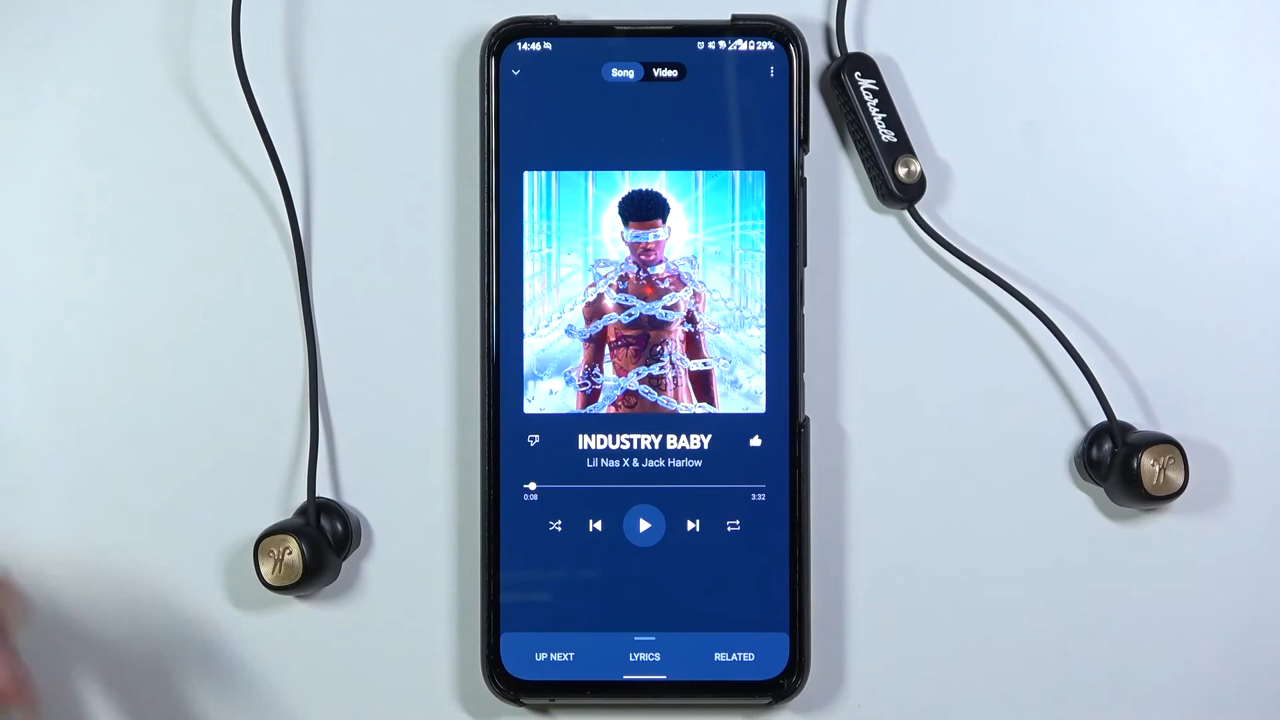 14:46
29%
Song
Video
Marshall
INDUSTRY BABY
Lil Nas X & Jack Harlow
0:08
3:32
UP NEXT
LYRICS
RELATED